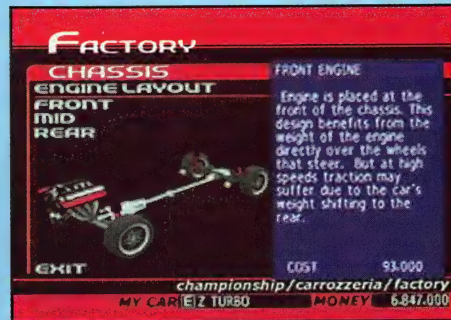 FACTORY
CHASSIS
ENGINE LAYOUT
FRONT
MID
REAR
EXIT
FRONT ENGINE
Engine is placed at the
front of the chassis. This
design benefits from the
weight of the engine
directly over the wheels
that steer. But at high
speeds traction may
suffer due to the car's
weight shifting to the
rear.
COST 93.000
championship/carrozzeria/factory
MY CAR E Z TURBO MONEY 6.847.000